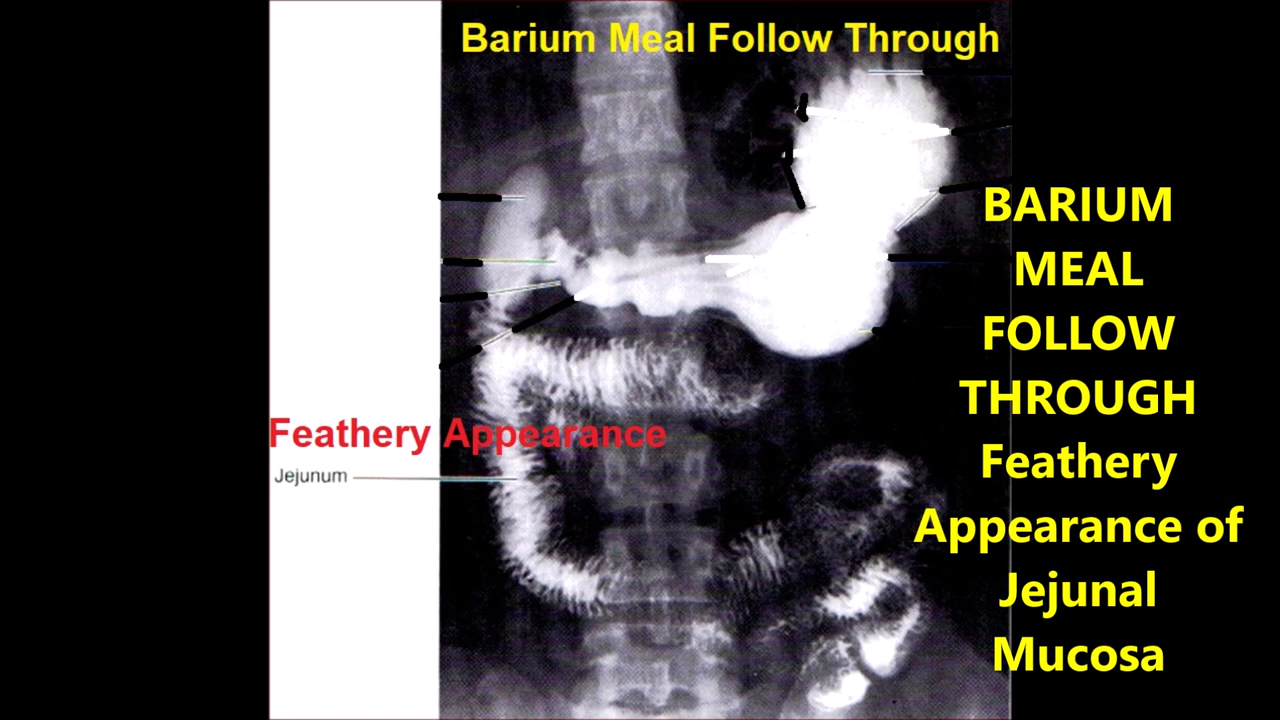 Barium Meal Follow Through
Feathery Appearance
Jejunum
BARIUM
MEAL
FOLLOW
THROUGH
Feathery
Appearance of
Jejunal
Mucosa